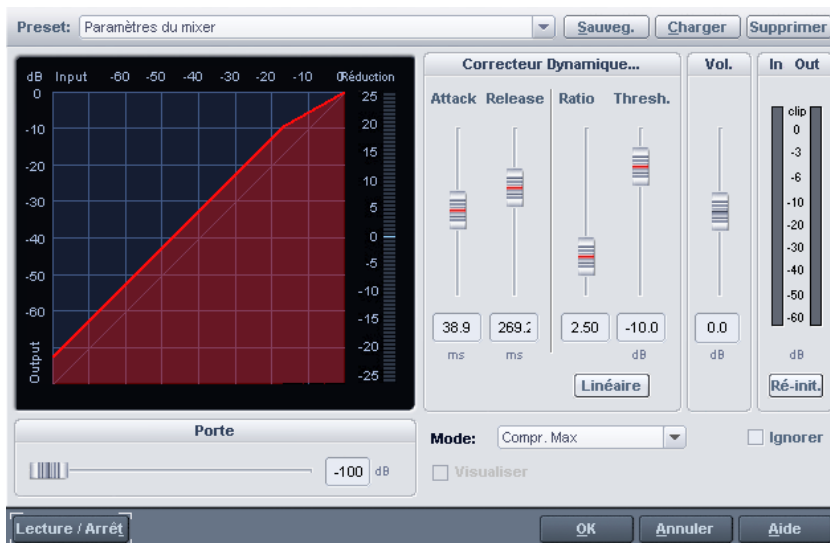 Preset: Paramètres du mixer Sauveg. Charger Supprimer
Correcteur Dynamique... Vol. In Out
dB Input -60 -50 -40 -30 -20 -10 0 Réduction
Attack Release Ratio Thresh.
0
-10
-20
-30
-40
-50
-60
Output
25
20
15
10
5
0
-5
-10
-15
-20
-25
clip
0
-3
-6
-10
-20
-30
-40
-50
-60
38.9 269.2 2.50 -10.0 0.0
ms ms dB dB dB
Linéaire Ré-init.
Porte
-100 dB
Mode: Compr. Max Ignorer
Visualiser
Lecture / Arrêt OK Annuler Aide